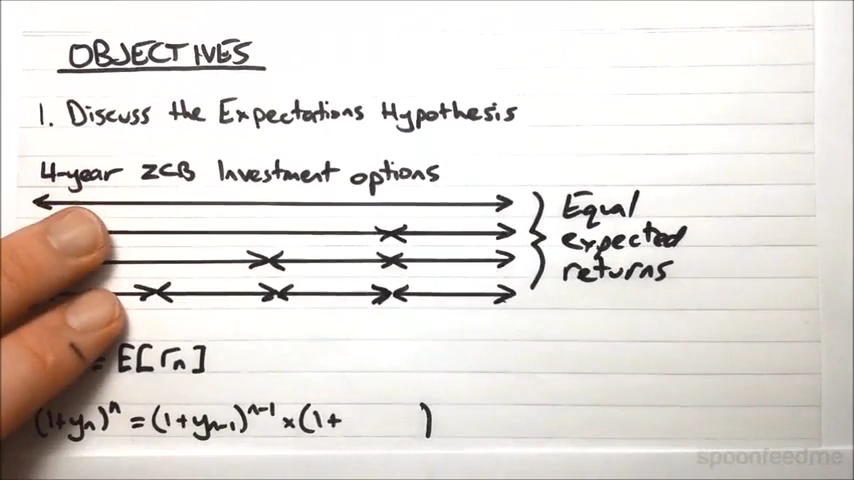 OBJECTIVES
1. Discuss the Expectations Hypothesis
4-year ZCB Investment options
Equal
expected
returns
= E[rn]
(1+yn)^n = (1+yn-1)^n-1 × (1+ )
spoonfeedme